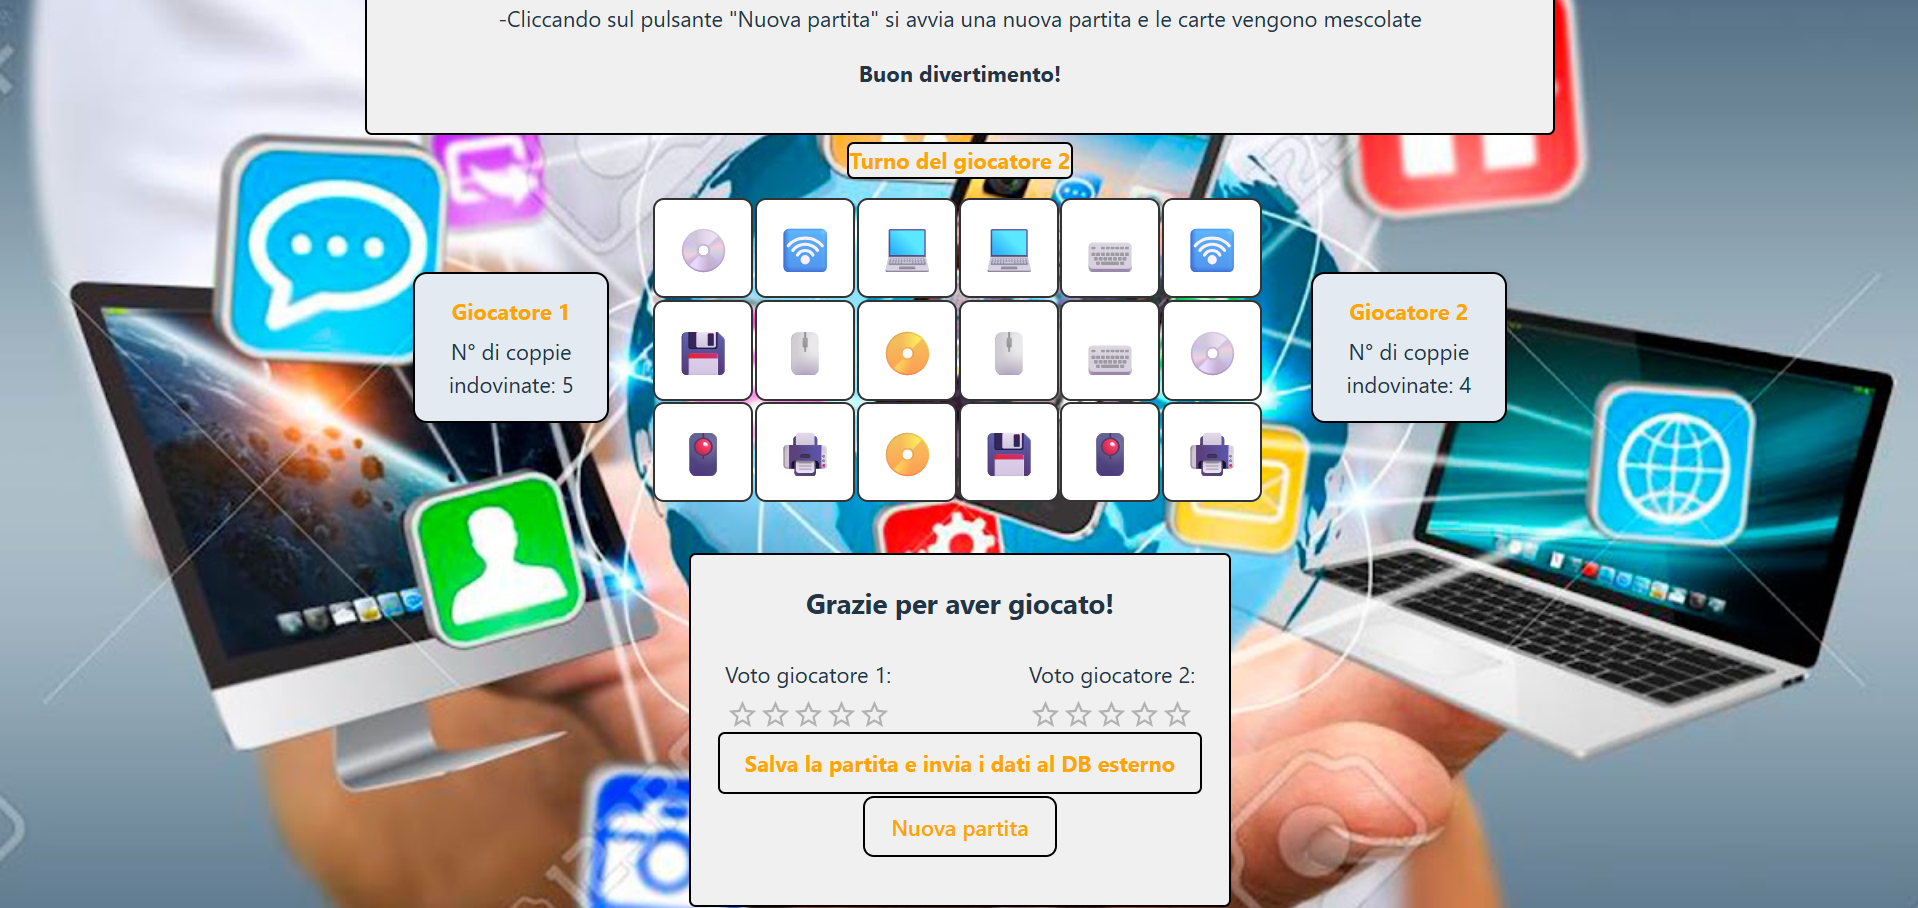 -Cliccando sul pulsante "Nuova partita" si avvia una nuova partita e le carte vengono mescolate
Buon divertimento!
Turno del giocatore 2
Giocatore 1
N° di coppie
indovinate: 5
Giocatore 2
N° di coppie
indovinate: 4
Grazie per aver giocato!
Voto giocatore 1:
Voto giocatore 2:
Salva la partita e invia i dati al DB esterno
Nuova partita